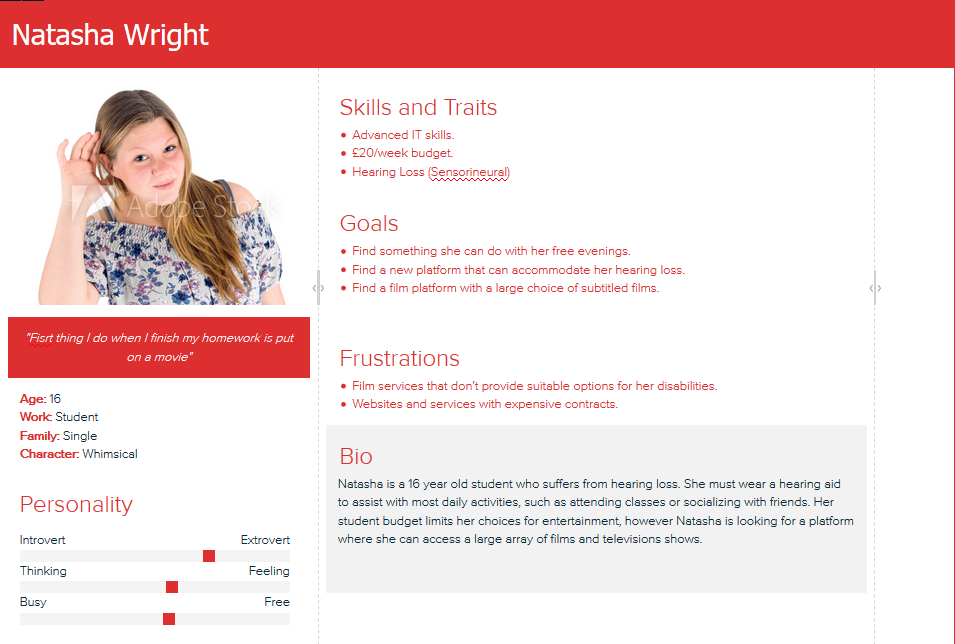 Natasha Wright
Adobe Stock
"Fisrt thing I do when I finish my homework is put
on a movie"
Age: 16
Work: Student
Family: Single
Character: Whimsical
Personality
Introvert Extrovert
Thinking Feeling
Busy Free
Skills and Traits
Advanced IT skills.
£20/week budget.
Hearing Loss (Sensorineural)
Goals
Find something she can do with her free evenings.
Find a new platform that can accommodate her hearing loss.
Find a film platform with a large choice of subtitled films.
Frustrations
Film services that don't provide suitable options for her disabilities.
Websites and services with expensive contracts.
Bio
Natasha is a 16 year old student who suffers from hearing loss. She must wear a hearing aid
to assist with most daily activities, such as attending classes or socializing with friends. Her
student budget limits her choices for entertainment, however Natasha is looking for a platform
where she can access a large array of films and televisions shows.